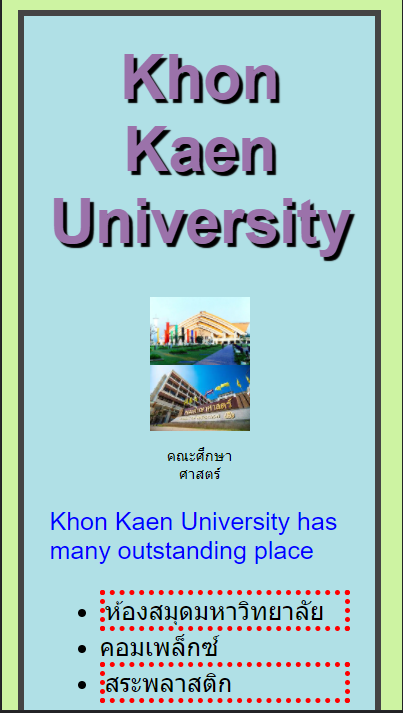 Khon
Kaen
University
คณะศึกษา
ศาสตร์
Khon Kaen University has
many outstanding place
ห้องสมุดมหาวิทยาลัย
คอมเพล็กซ์
สระพลาสติก